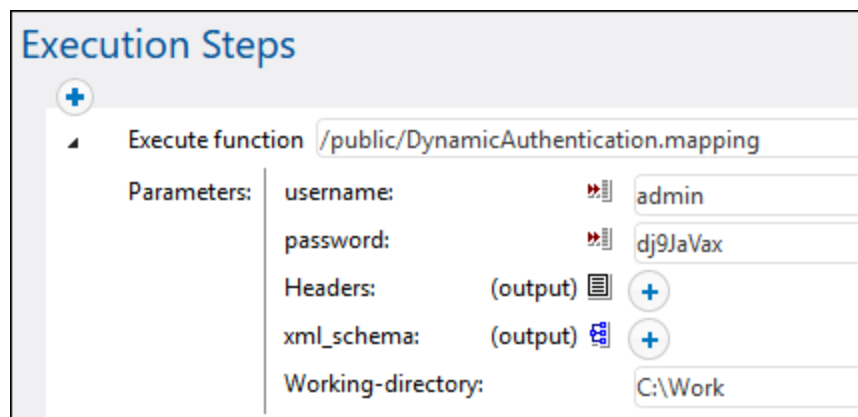 Execution Steps
Execute function /public/DynamicAuthentication.mapping
Parameters: username: admin
password: dj9JaVax
Headers: (output)
xml_schema: (output)
Working-directory: C:\Work